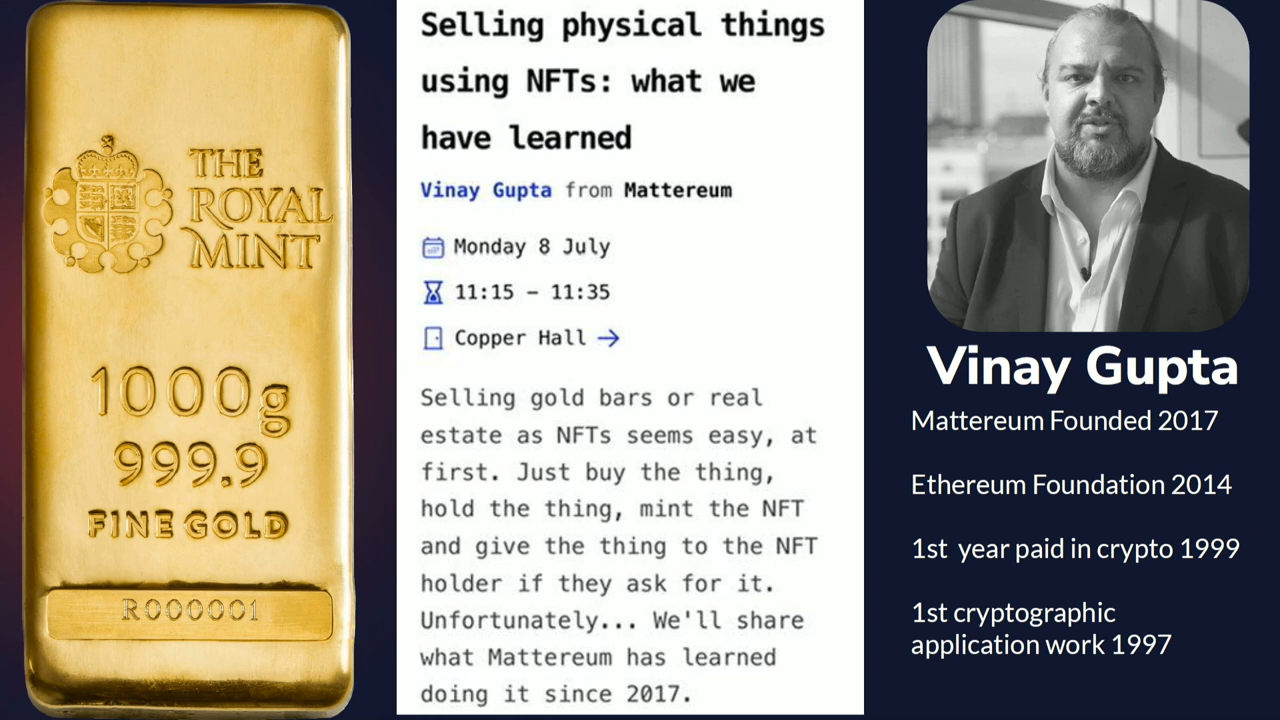 THE
ROYAL
MINT
1000g
999.9
FINE GOLD
R000001
Selling physical things
using NFTs: what we
have learned
Vinay Gupta from Mattereum
Monday 8 July
11:15 – 11:35
Copper Hall →
Selling gold bars or real
estate as NFTs seems easy, at
first. Just buy the thing,
hold the thing, mint the NFT
and give the thing to the NFT
holder if they ask for it.
Unfortunately... We'll share
what Mattereum has learned
doing it since 2017.
Vinay Gupta
Mattereum Founded 2017
Ethereum Foundation 2014
1st year paid in crypto 1999
1st cryptographic
application work 1997